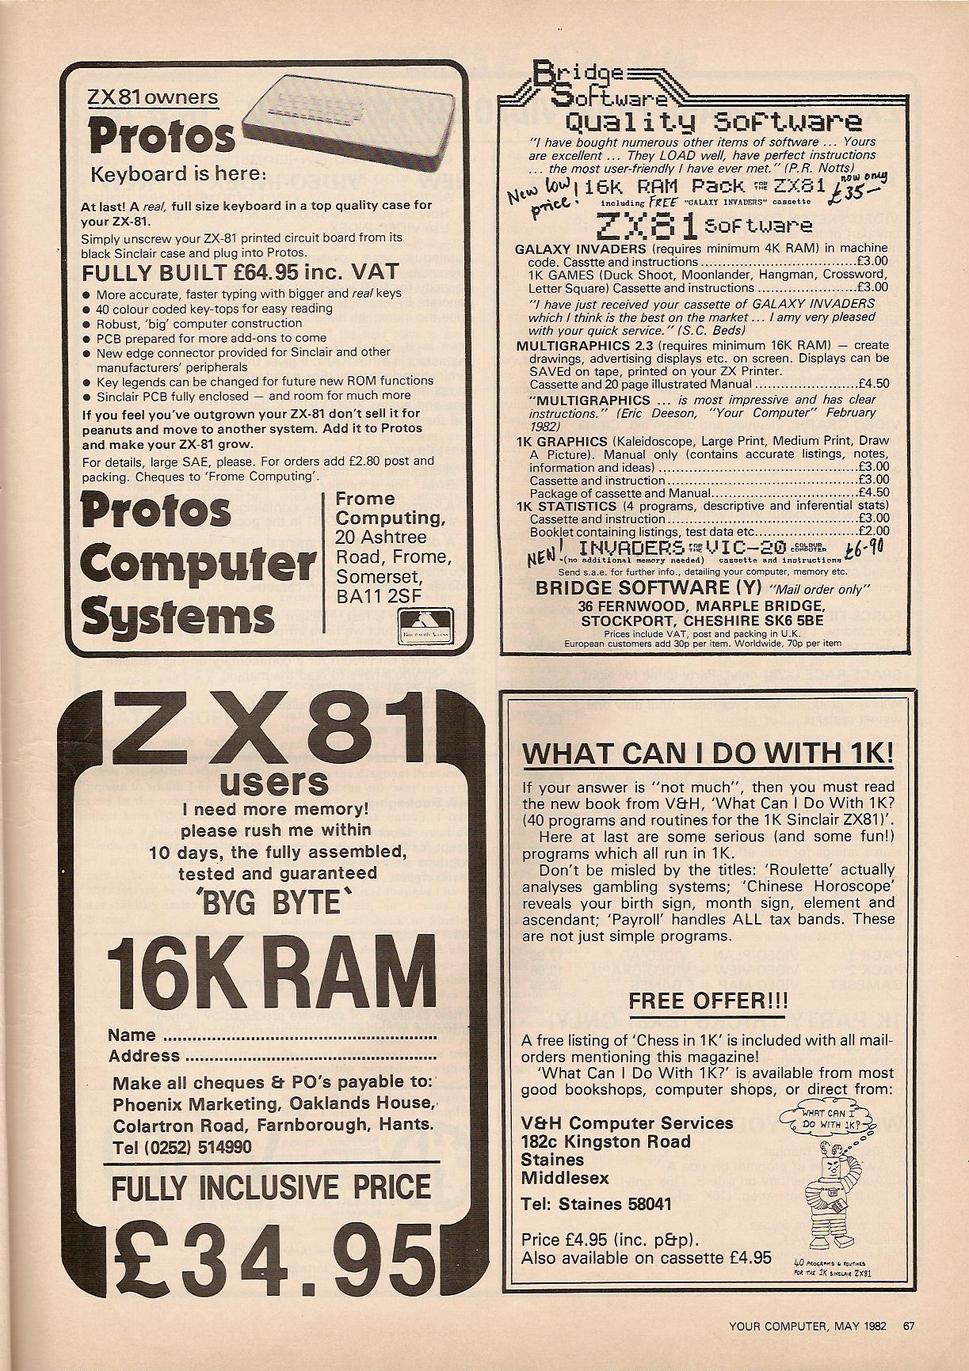 ZX81 owners
Protos
Keyboard is here:
At last! A real, full size keyboard in a top quality case for
your ZX-81.
Simply unscrew your ZX-81 printed circuit board from its
black Sinclair case and plug into Protos.
FULLY BUILT £64.95 inc. VAT
● More accurate, faster typing with bigger and real keys
● 40 colour coded key-tops for easy reading
● Robust, 'big' computer construction
● PCB prepared for more add-ons to come
● New edge connector provided for Sinclair and other
manufacturers' peripherals
● Key legends can be changed for future new ROM functions
● Sinclair PCB fully enclosed — and room for much more
If you feel you've outgrown your ZX-81 don't sell it for
peanuts and move to another system. Add it to Protos
and make your ZX-81 grow.
For details, large SAE, please. For orders add £2.80 post and
packing. Cheques to 'Frome Computing'.
Protos
Computer
Systems
Frome
Computing,
20 Ashtree
Road, Frome,
Somerset,
BA11 2SF
Bridge
Software
Quality Software
"I have bought numerous other items of software ... Yours
are excellent ... They LOAD well, have perfect instructions
... the most user-friendly I have ever met." (P.R. Notts)
New low price! 16K RAM Pack FOR THE ZX81 now only £35—
including FREE "GALAXY INVADERS" cassette
ZX81 Software
GALAXY INVADERS (requires minimum 4K RAM) in machine
code. Casstte and instructions ..........£3.00
1K GAMES (Duck Shoot, Moonlander, Hangman, Crossword,
Letter Square) Cassette and instructions ..........£3.00
"I have just received your cassette of GALAXY INVADERS
which I think is the best on the market ... I amy very pleased
with your quick service." (S.C. Beds)
MULTIGRAPHICS 2.3 (requires minimum 16K RAM) — create
drawings, advertising displays etc. on screen. Displays can be
SAVEd on tape, printed on your ZX Printer.
Cassette and 20 page illustrated Manual ..........£4.50
"MULTIGRAPHICS ... is most impressive and has clear
instructions." (Eric Deeson, "Your Computer" February
1982)
1K GRAPHICS (Kaleidoscope, Large Print, Medium Print, Draw
A Picture). Manual only (contains accurate listings, notes,
information and ideas) ..........£3.00
Cassette and instruction ..........£3.00
Package of cassette and Manual..........£4.50
1K STATISTICS (4 programs, descriptive and inferential stats)
Cassette and instruction..........£3.00
Booklet containing listings, test data etc..........£2.00
NEW! INVADERS FOR THE VIC-20 COLOUR COMPUTER £6-90
(no additional memory needed) cassette and instructions
Send s.a.e. for further info., detailing your computer, memory etc.
BRIDGE SOFTWARE (Y) "Mail order only"
36 FERNWOOD, MARPLE BRIDGE,
STOCKPORT, CHESHIRE SK6 5BE
Prices include VAT, post and packing in U.K.
European customers add 30p per item. Worldwide, 70p per item
ZX81
users
I need more memory!
please rush me within
10 days, the fully assembled,
tested and guaranteed
'BYG BYTE'
16K RAM
Name ..........
Address ..........
Make all cheques & PO's payable to:
Phoenix Marketing, Oaklands House,
Colartron Road, Farnborough, Hants.
Tel (0252) 514990
FULLY INCLUSIVE PRICE
£34.95
WHAT CAN I DO WITH 1K!
If your answer is "not much", then you must read
the new book from V&H, 'What Can I Do With 1K?
(40 programs and routines for the 1K Sinclair ZX81)'.
Here at last are some serious (and some fun!)
programs which all run in 1K.
Don't be misled by the titles: 'Roulette' actually
analyses gambling systems; 'Chinese Horoscope'
reveals your birth sign, month sign, element and
ascendant; 'Payroll' handles ALL tax bands. These
are not just simple programs.
FREE OFFER!!!
A free listing of 'Chess in 1K' is included with all mail-
orders mentioning this magazine!
'What Can I Do With 1K?' is available from most
good bookshops, computer shops, or direct from:
V&H Computer Services
182c Kingston Road
Staines
Middlesex
Tel: Staines 58041
Price £4.95 (inc. p&p).
Also available on cassette £4.95
WHAT CAN I
DO WITH 1K?
40 PROGRAMS & ROUTINES
FOR THE 1K SINCLAIR ZX81
YOUR COMPUTER, MAY 1982 67